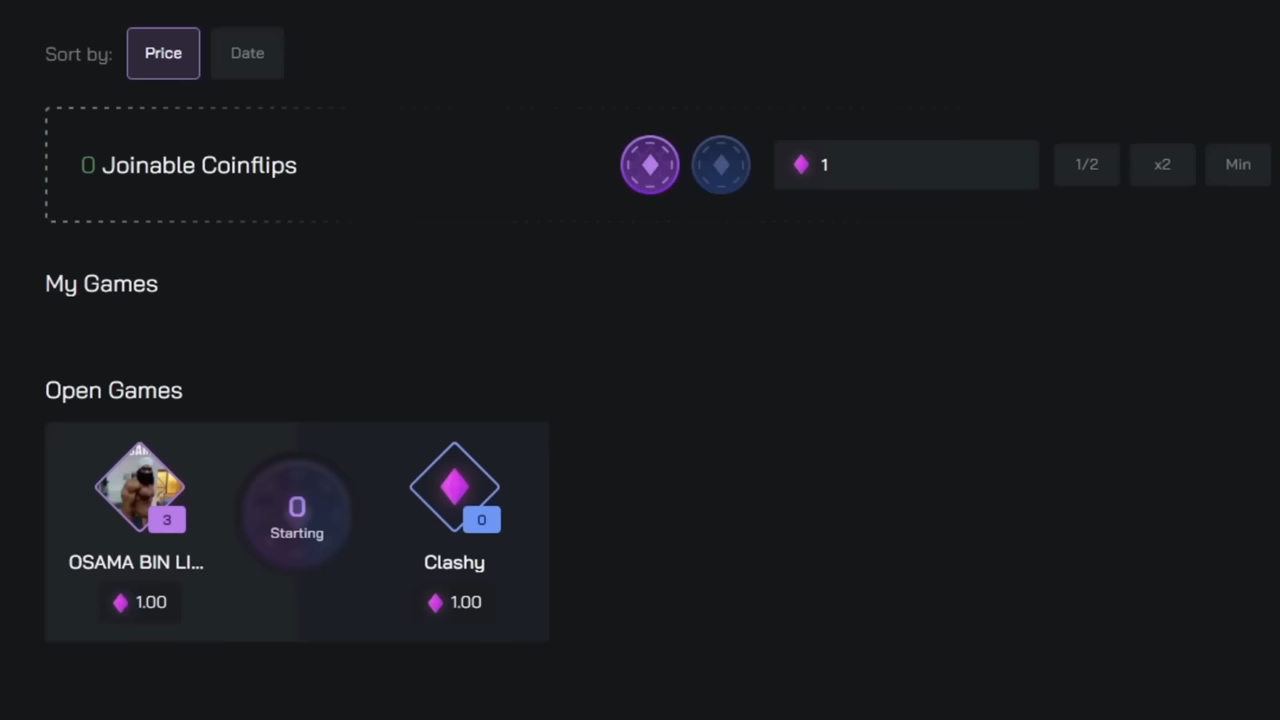 Sort by: Price Date
0 Joinable Coinflips 1 1/2 x2 Min
My Games
Open Games
3 0 Starting 0
OSAMA BIN LI... Clashy
1.00 1.00